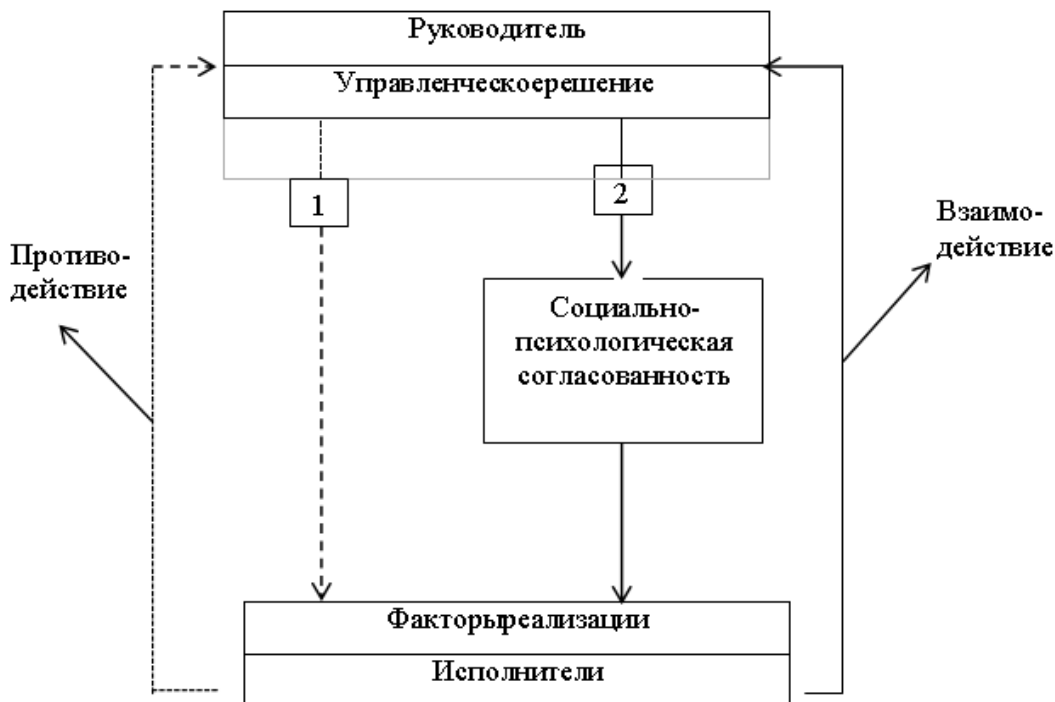 Руководитель
Управленческоерешение
1
2
Противо-
действие
Взаимо-
действие
Социально-
психологическая
согласованность
Факторыреализации
Исполнители